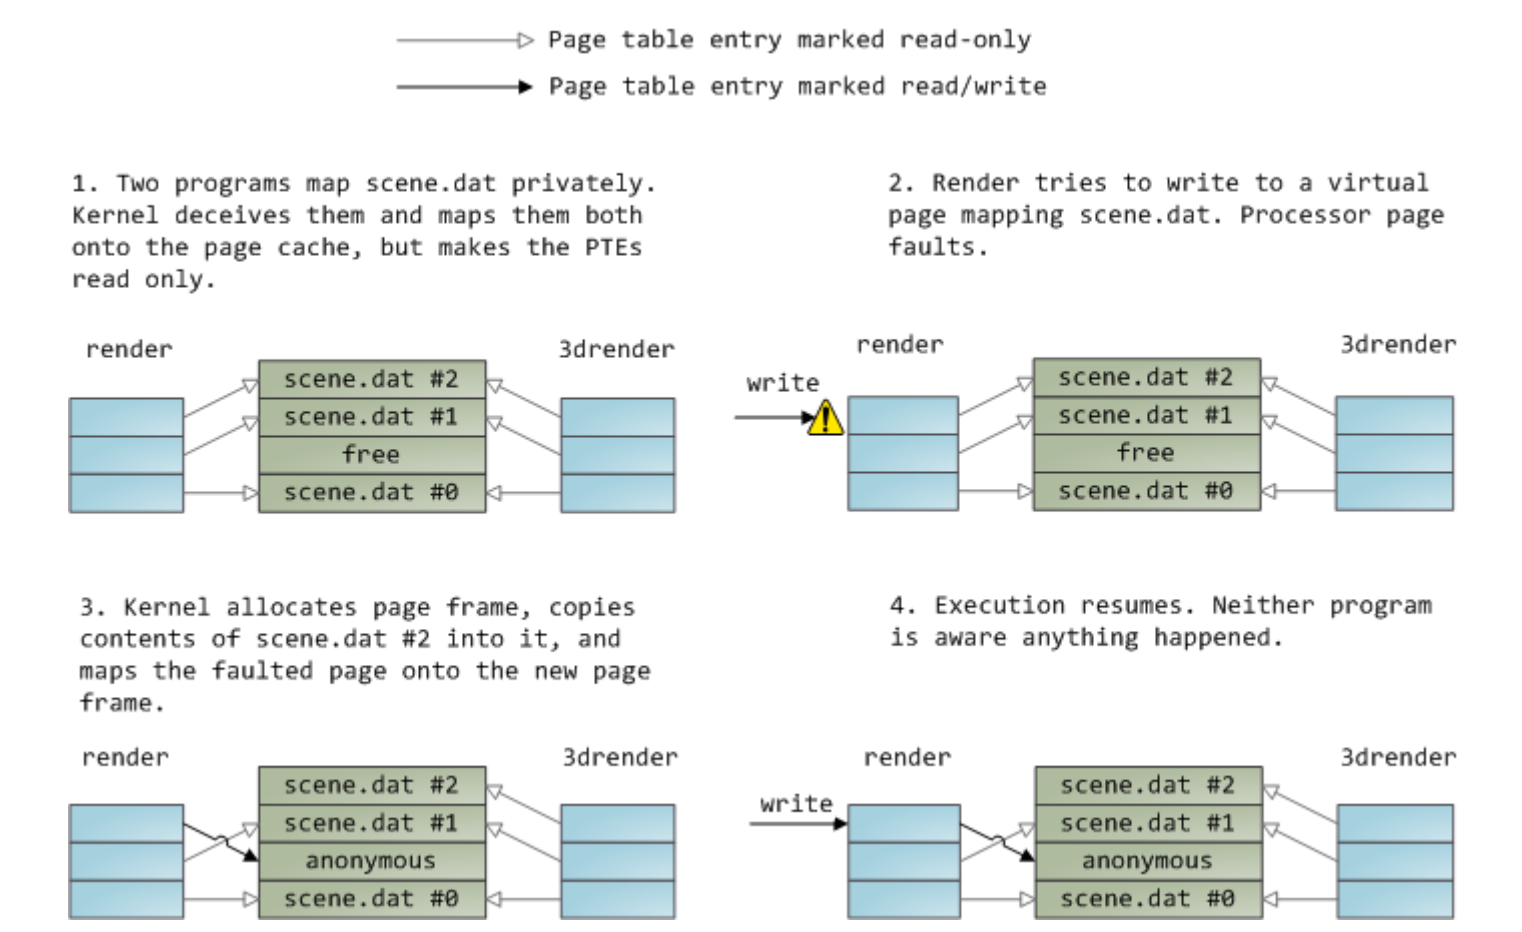 Page table entry marked read-only
Page table entry marked read/write
1. Two programs map scene.dat privately.
Kernel deceives them and maps them both
onto the page cache, but makes the PTEs
read only.
render
3drender
scene.dat #2
scene.dat #1
free
scene.dat #0
2. Render tries to write to a virtual
page mapping scene.dat. Processor page
faults.
write
render
3drender
scene.dat #2
scene.dat #1
free
scene.dat #0
3. Kernel allocates page frame, copies
contents of scene.dat #2 into it, and
maps the faulted page onto the new page
frame.
render
3drender
scene.dat #2
scene.dat #1
anonymous
scene.dat #0
4. Execution resumes. Neither program
is aware anything happened.
write
render
3drender
scene.dat #2
scene.dat #1
anonymous
scene.dat #0